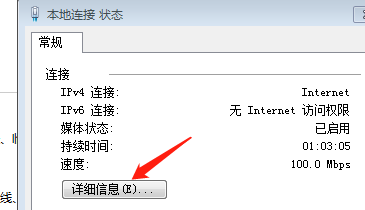 本地连接 状态
常规
连接
IPv4 连接: Internet
IPv6 连接: 无 Internet 访问权限
媒体状态: 已启用
持续时间: 01:03:05
速度: 100.0 Mbps
详细信息(E)...